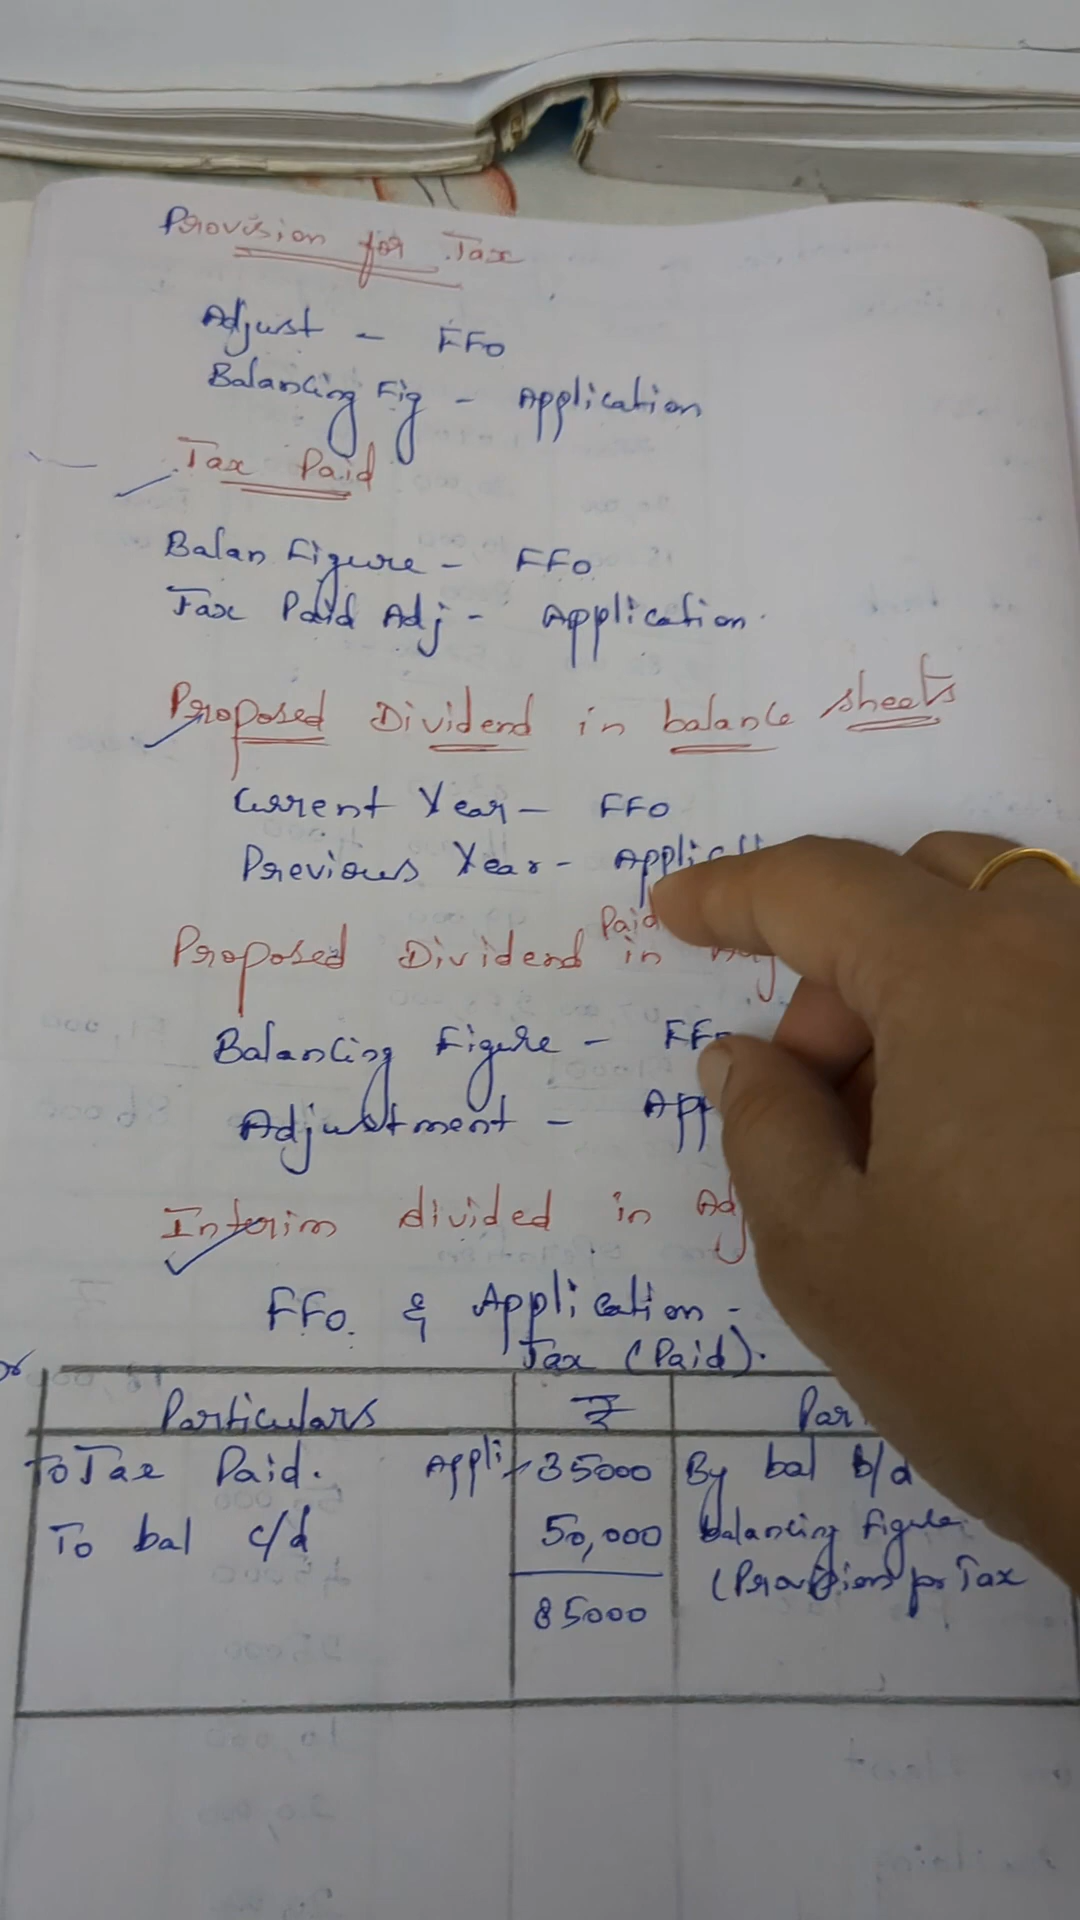 Provision for Tax
Adjust - FFO
Balancing Fig - Application
Tax Paid
Balan Figure - FFO
Tax Paid Adj - Application.
Proposed Dividend in balance sheets
Current Year - FFO
Previous Year - Applic
Proposed Dividend Paid in
Balancing Figure - FFO
Adjustment - App
Interim divided in Adj
FFO. & Application -
Tax (Paid).
Particulars ₹ Par
To Tax Paid. Appli 35000 By bal b/d
To bal c/d 50,000 balancing figure
(Provision for Tax
85000